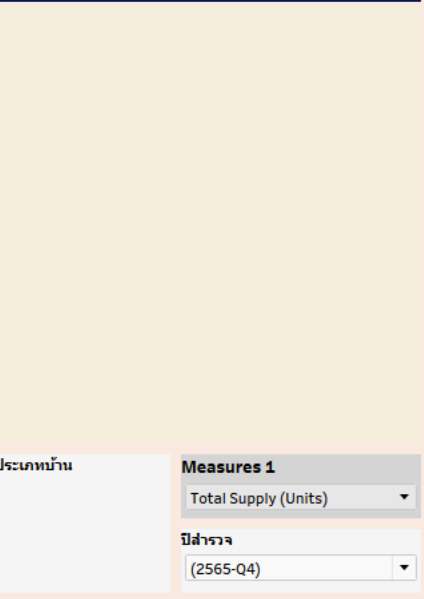 ประเภทบ้าน
Measures 1
Total Supply (Units)
ปีสำรวจ
(2565-Q4)